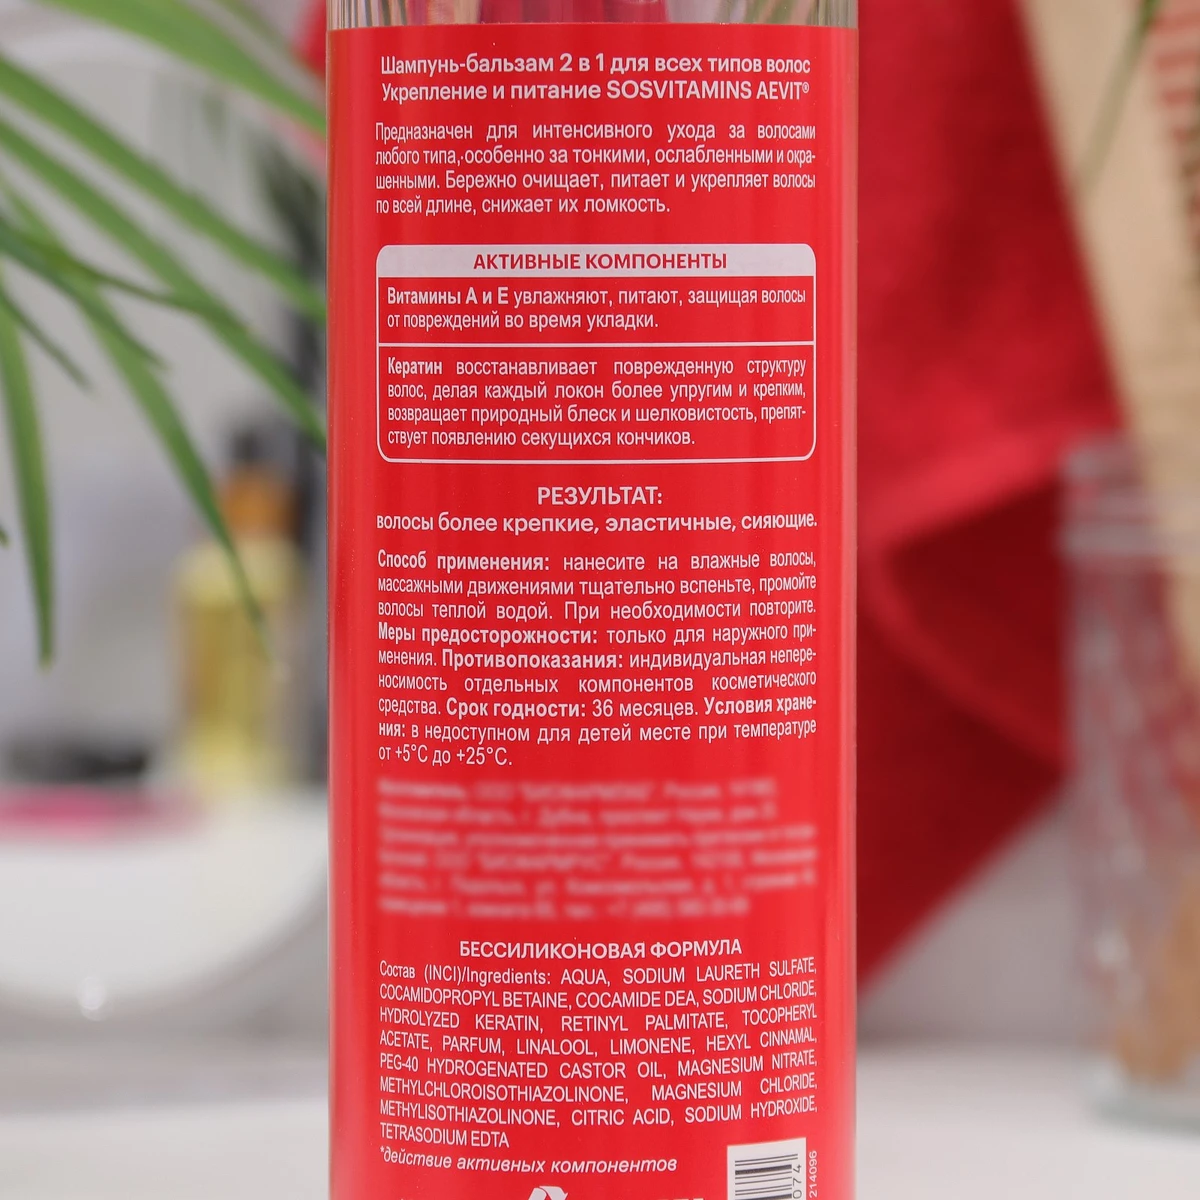 Шампунь-бальзам 2 в 1 для всех типов волос
Укрепление и питание SOSVITAMINS AEVIT®
Предназначен для интенсивного ухода за волосами
любого типа, особенно за тонкими, ослабленными и окра-
шенными. Бережно очищает, питает и укрепляет волосы
по всей длине, снижает их ломкость.
АКТИВНЫЕ КОМПОНЕНТЫ
Витамины А и Е увлажняют, питают, защищая волосы
от повреждений во время укладки.
Кератин восстанавливает поврежденную структуру
волос, делая каждый локон более упругим и крепким,
возвращает природный блеск и шелковистость, препят-
ствует появлению секущихся кончиков.
РЕЗУЛЬТАТ:
волосы более крепкие, эластичные, сияющие.
Способ применения: нанесите на влажные волосы,
массажными движениями тщательно вспеньте, промойте
волосы теплой водой. При необходимости повторите.
Меры предосторожности: только для наружного при-
менения. Противопоказания: индивидуальная непере-
носимость отдельных компонентов косметического
средства. Срок годности: 36 месяцев. Условия хране-
ния: в недоступном для детей месте при температуре
от +5°C до +25°C.
БЕССИЛИКОНОВАЯ ФОРМУЛА
Состав (INCI)/Ingredients: AQUA, SODIUM LAURETH SULFATE,
COCAMIDOPROPYL BETAINE, COCAMIDE DEA, SODIUM CHLORIDE,
HYDROLYZED KERATIN, RETINYL PALMITATE, TOCOPHERYL
ACETATE, PARFUM, LINALOOL, LIMONENE, HEXYL CINNAMAL,
PEG-40 HYDROGENATED CASTOR OIL, MAGNESIUM NITRATE,
METHYLCHLOROISOTHIAZOLINONE, MAGNESIUM CHLORIDE,
METHYLISOTHIAZOLINONE, CITRIC ACID, SODIUM HYDROXIDE,
TETRASODIUM EDTA
*действие активных компонентов
074
214096